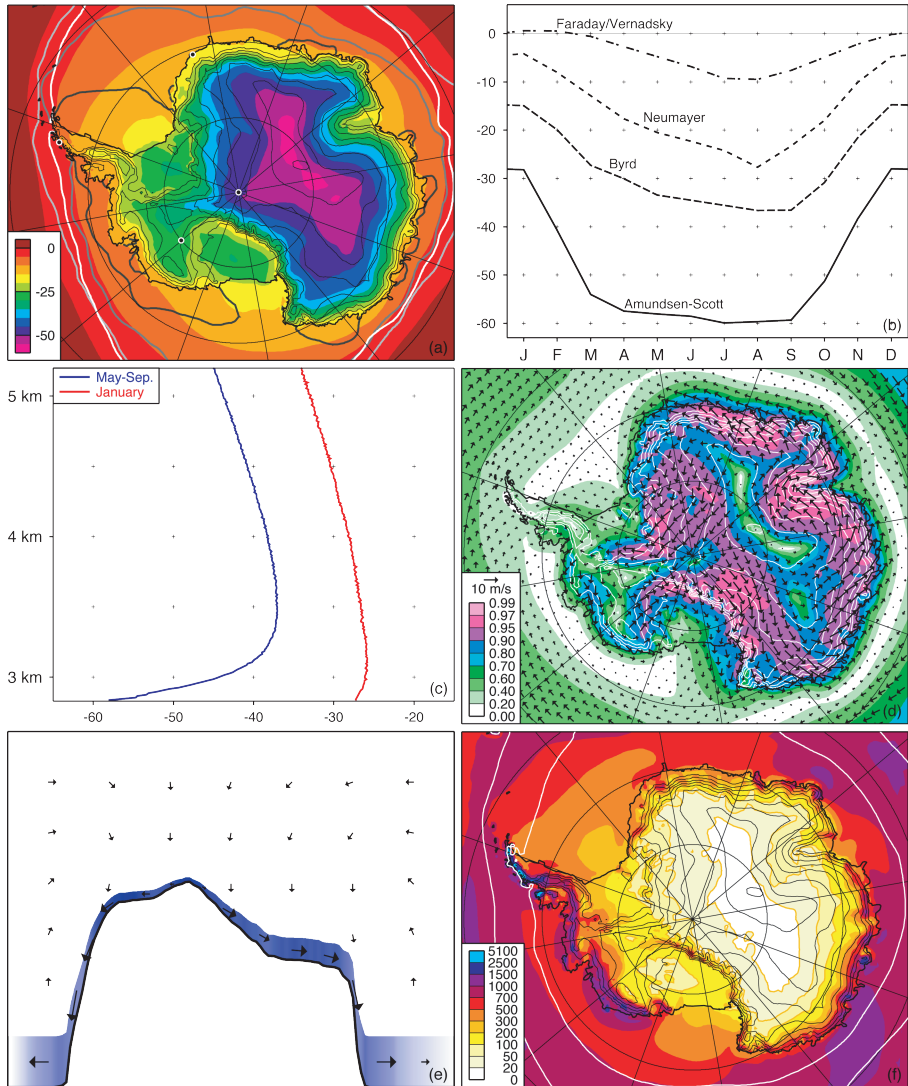 0
-25
-50
(a)
0
-10
-20
-30
-40
-50
-60
Faraday/Vernadsky
Neumayer
Byrd
Amundsen-Scott
(b)
J F M A M J J A S O N D
May-Sep.
January
5 km
4 km
3 km
(c)
-60 -50 -40 -30 -20
10 m/s
0.99
0.97
0.95
0.90
0.80
0.70
0.60
0.40
0.20
0.00
(d)
(e)
5100
2500
1500
1000
700
500
300
200
100
50
20
0
(f)